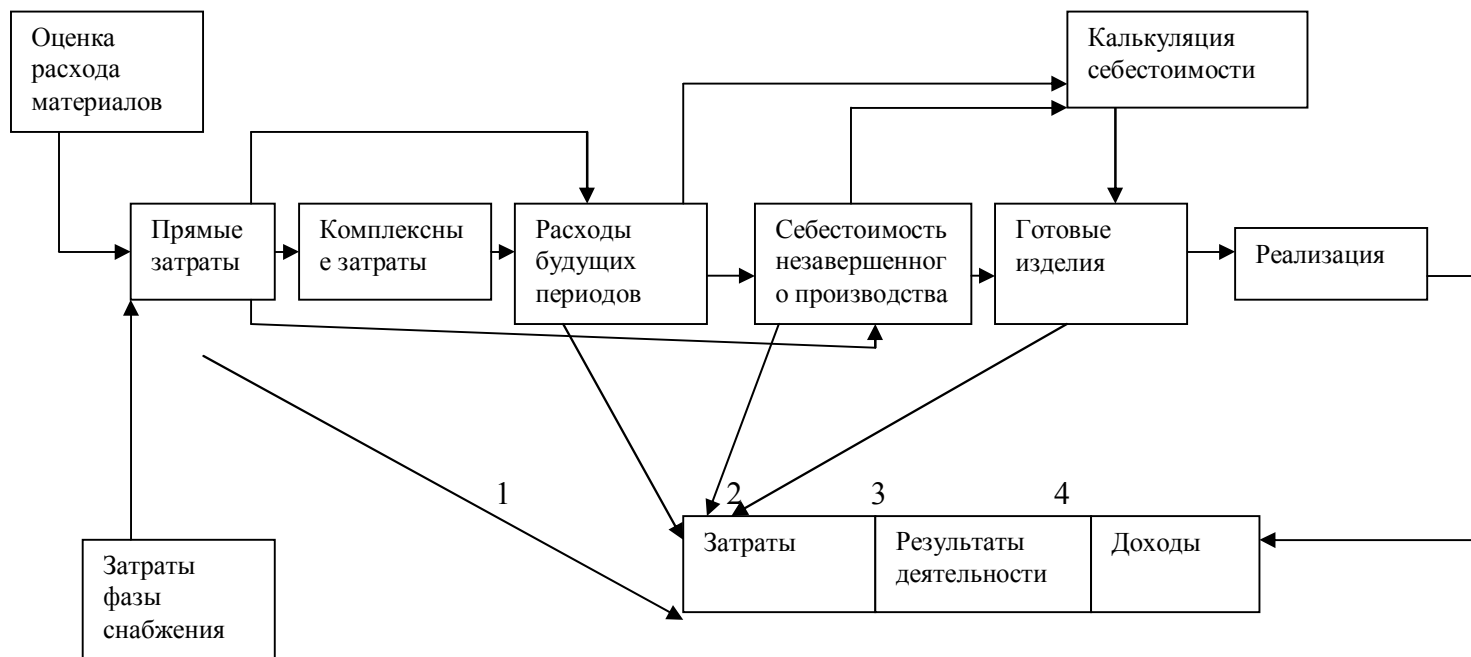 Оценка
расхода
материалов
Калькуляция
себестоимости
Прямые
затраты
Комплексны
е затраты
Расходы
будущих
периодов
Себестоимость
незавершенног
о производства
Готовые
изделия
Реализация
1
2
3
4
Затраты
Результаты
деятельности
Доходы
Затраты
фазы
снабжения